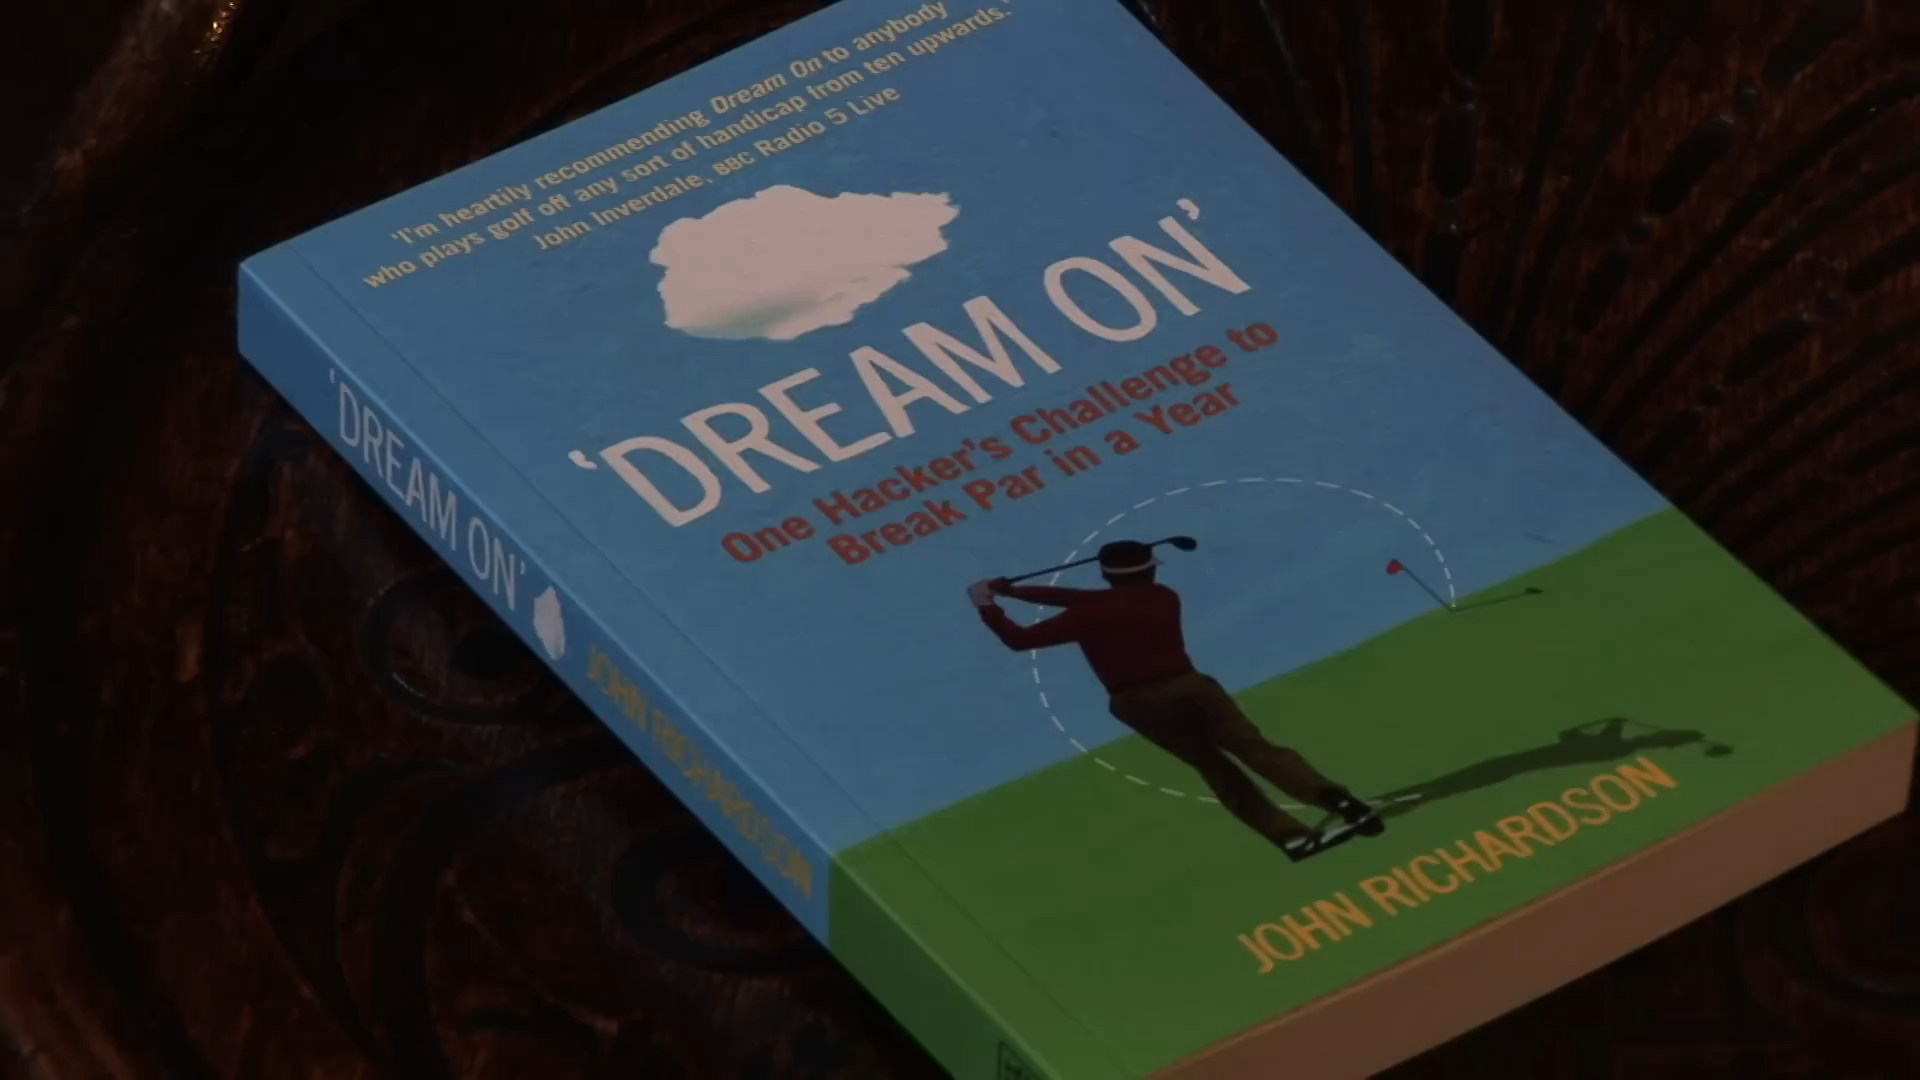 'I'm heartily recommending Dream On to anybody
who plays golf off any sort of handicap from ten upwards.'
John Inverdale, BBC Radio 5 Live
'DREAM ON'
One Hacker's Challenge to
Break Par in a Year
JOHN RICHARDSON
'DREAM ON' JOHN RICHARDSON